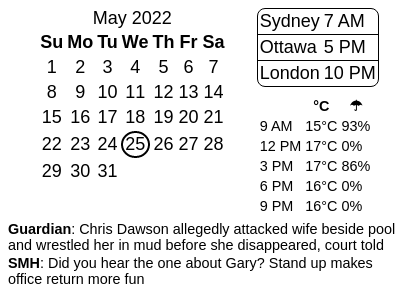 May 2022
Su Mo Tu We Th Fr Sa
1 2 3 4 5 6 7
8 9 10 11 12 13 14
15 16 17 18 19 20 21
22 23 24 25 26 27 28
29 30 31
Sydney 7 AM
Ottawa 5 PM
London 10 PM
°C ☂
9 AM 15°C 93%
12 PM 17°C 0%
3 PM 17°C 86%
6 PM 16°C 0%
9 PM 16°C 0%
Guardian: Chris Dawson allegedly attacked wife beside pool
and wrestled her in mud before she disappeared, court told
SMH: Did you hear the one about Gary? Stand up makes
office return more fun